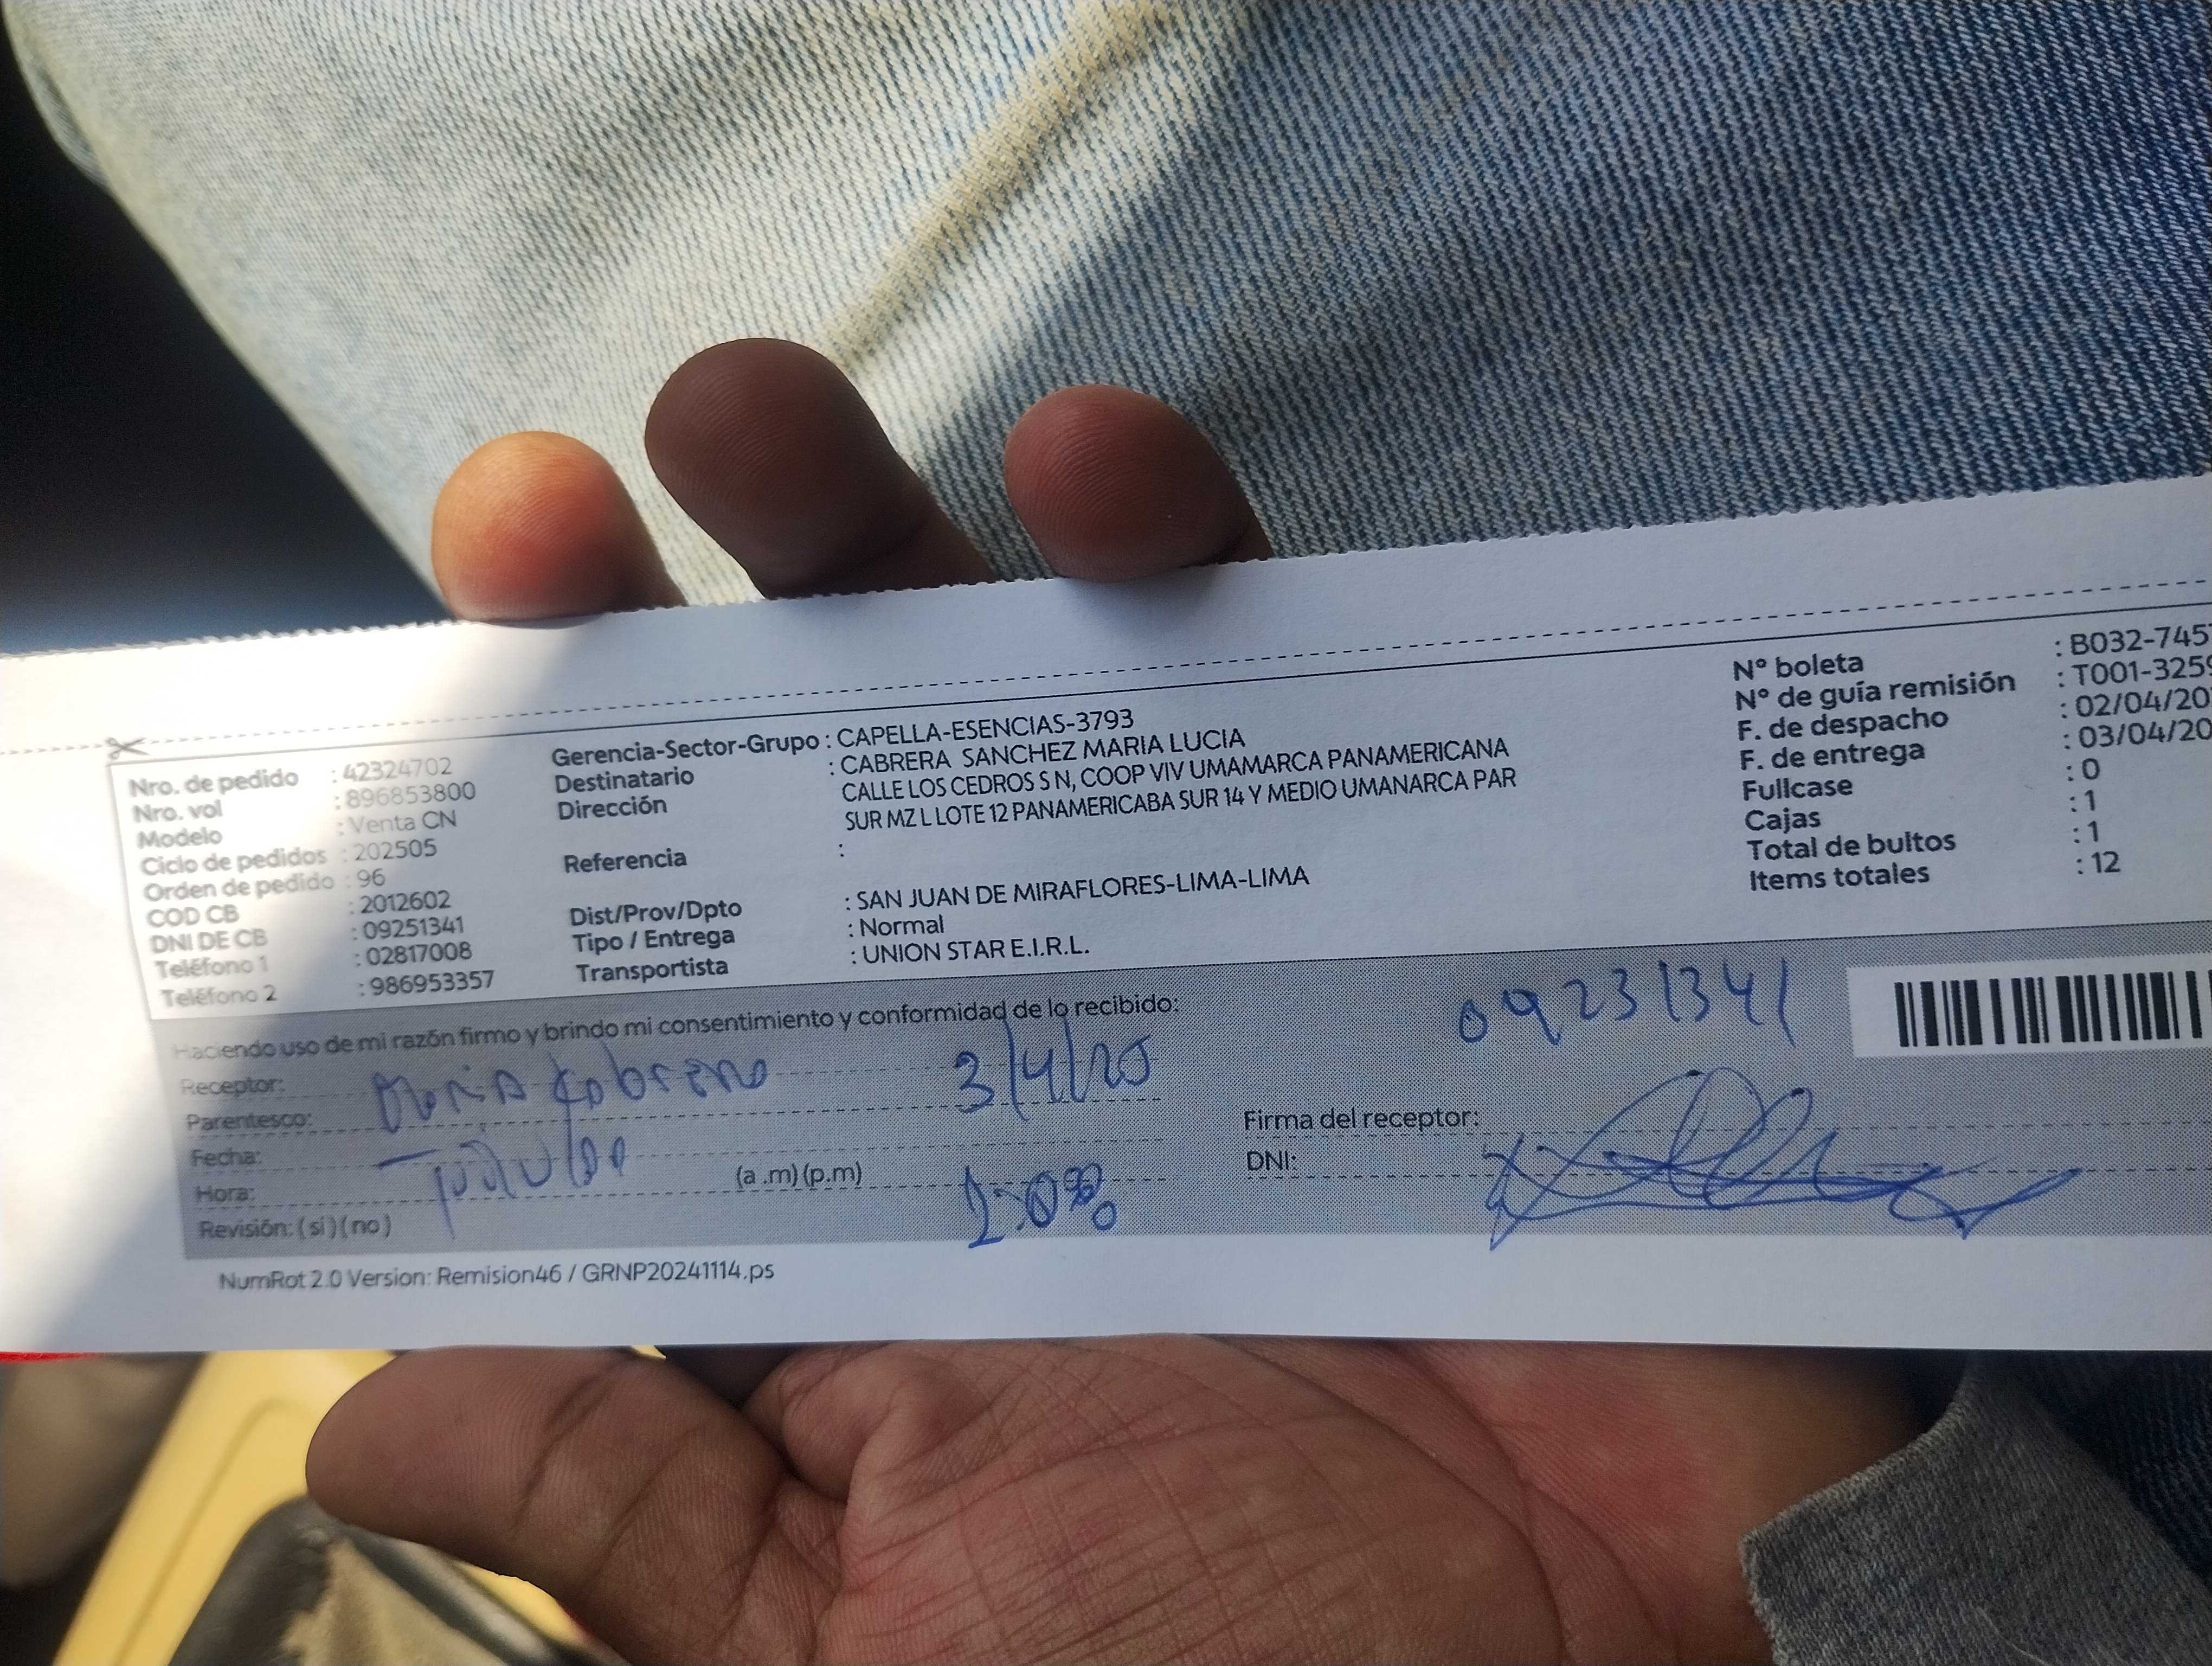 Nro. de pedido : 42324702
Nro. vol : 896853800
Modelo : Venta CN
Ciclo de pedidos : 202505
Orden de pedido : 96
COD CB : 2012602
DNI DE CB : 09251341
Teléfono 1 : 02817008
Teléfono 2 : 986953357
Gerencia-Sector-Grupo : CAPELLA-ESENCIAS-3793
Destinatario : CABRERA SANCHEZ MARIA LUCIA
Dirección CALLE LOS CEDROS S N, COOP VIV UMAMARCA PANAMERICANA
SUR MZ L LOTE 12 PANAMERICABA SUR 14 Y MEDIO UMANARCA PAR
Referencia :
Dist/Prov/Dpto : SAN JUAN DE MIRAFLORES-LIMA-LIMA
Tipo / Entrega : Normal
Transportista : UNION STAR E.I.R.L.
N° boleta : B032-745
N° de guía remisión : T001-325
F. de despacho : 02/04/20
F. de entrega : 03/04/20
Fullcase : 0
Cajas : 1
Total de bultos : 1
Items totales : 12
Haciendo uso de mi razón firmo y brindo mi consentimiento y conformidad de lo recibido:
09231341
Receptor:
Parentesco: 3/4/25
Fecha:
Hora: (a .m) (p.m)
Revisión: (si) (no)
Firma del receptor:
DNI:
NumRot 2.0 Version: Remision46 / GRNP20241114.ps